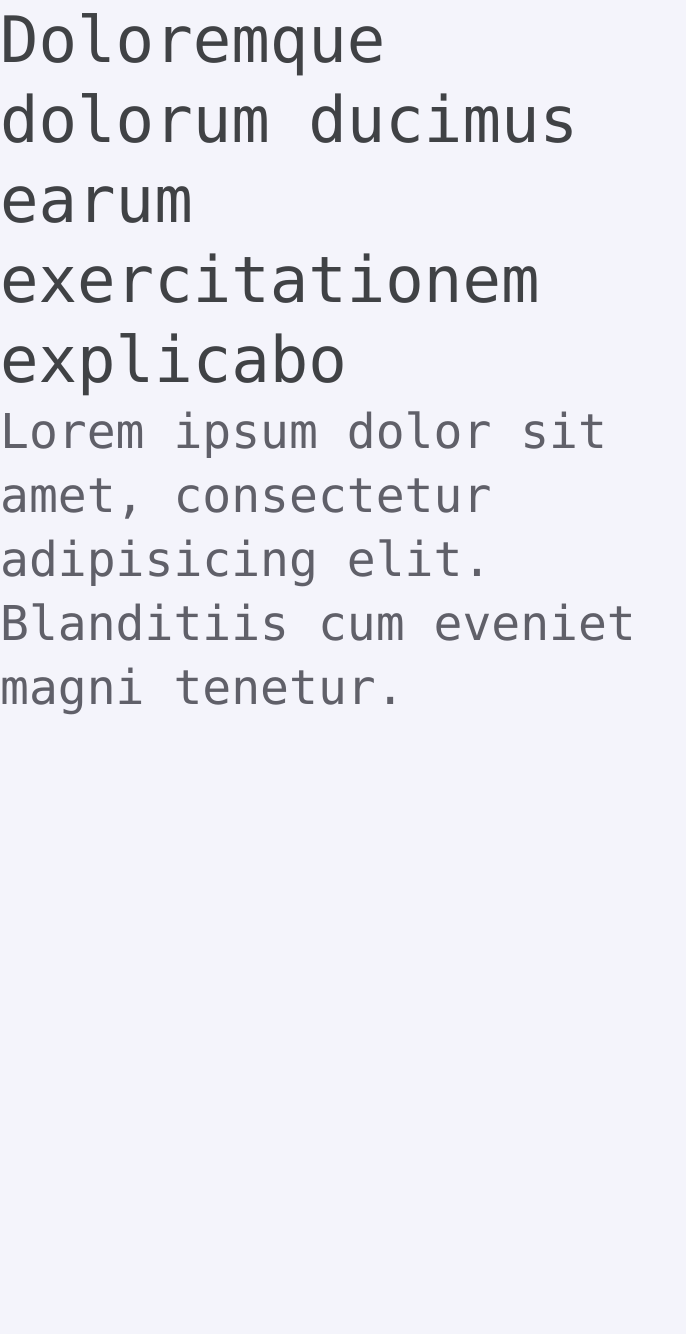 Doloremque
dolorum ducimus
earum
exercitationem
explicabo
Lorem ipsum dolor sit
amet, consectetur
adipisicing elit.
Blanditiis cum eveniet
magni tenetur.